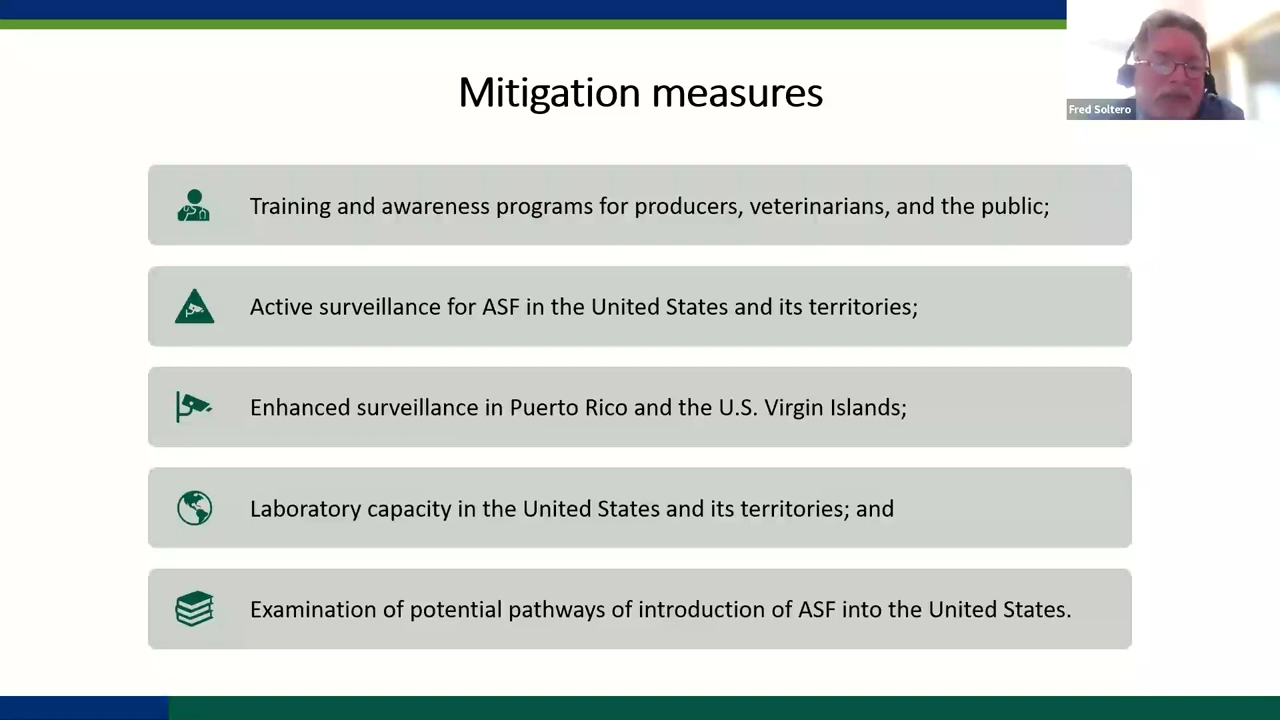 Mitigation measures
Fred Soltero
Training and awareness programs for producers, veterinarians, and the public;
Active surveillance for ASF in the United States and its territories;
Enhanced surveillance in Puerto Rico and the U.S. Virgin Islands;
Laboratory capacity in the United States and its territories; and
Examination of potential pathways of introduction of ASF into the United States.